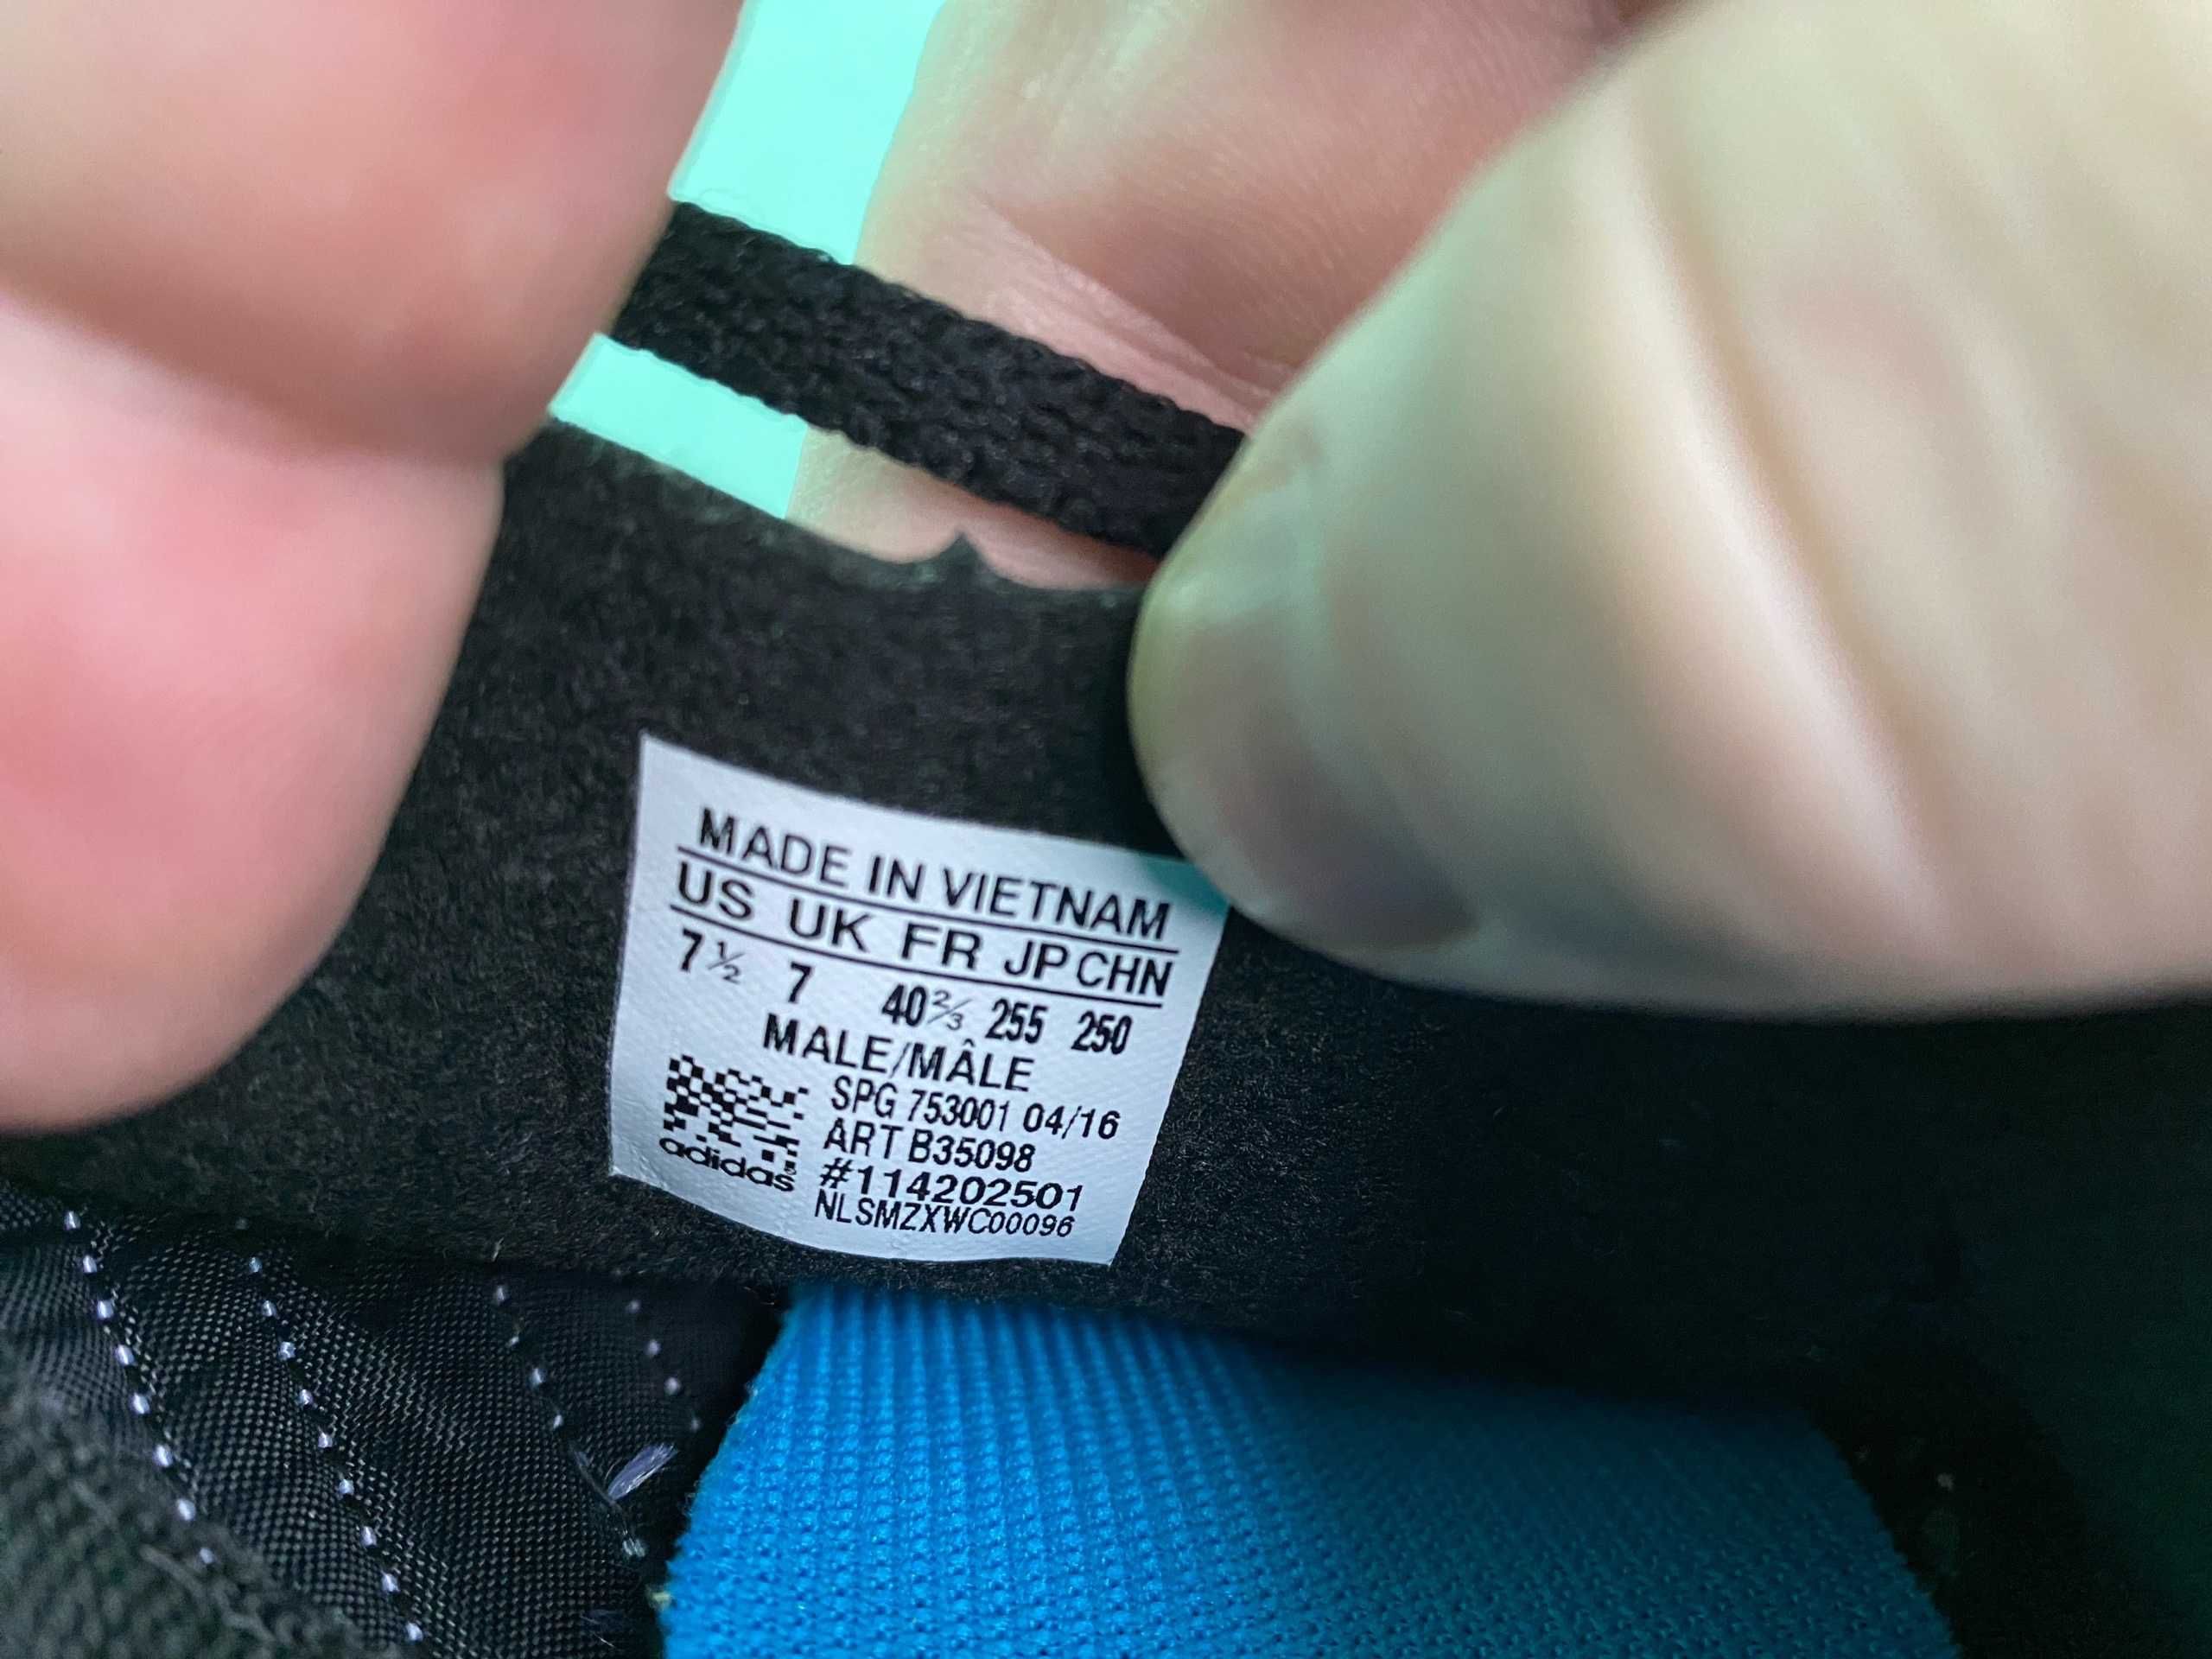 MADE IN VIETNAM
US UK FR JP CHN
7½ 7 40⅔ 255 250
MALE/MÂLE
SPG 753001 04/16
ART B35098
adidas #114202501
NLSMZXWC00096